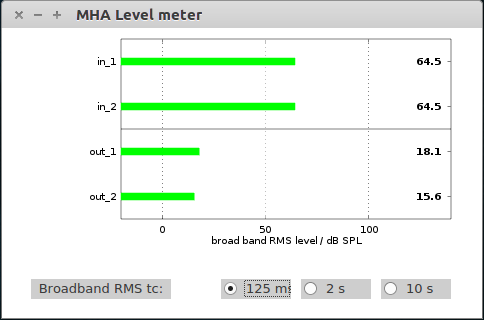 MHA Level meter
in_1 64.5
in_2 64.5
out_1 18.1
out_2 15.6
0 50 100
broad band RMS level / dB SPL
Broadband RMS tc: 125 ms 2 s 10 s